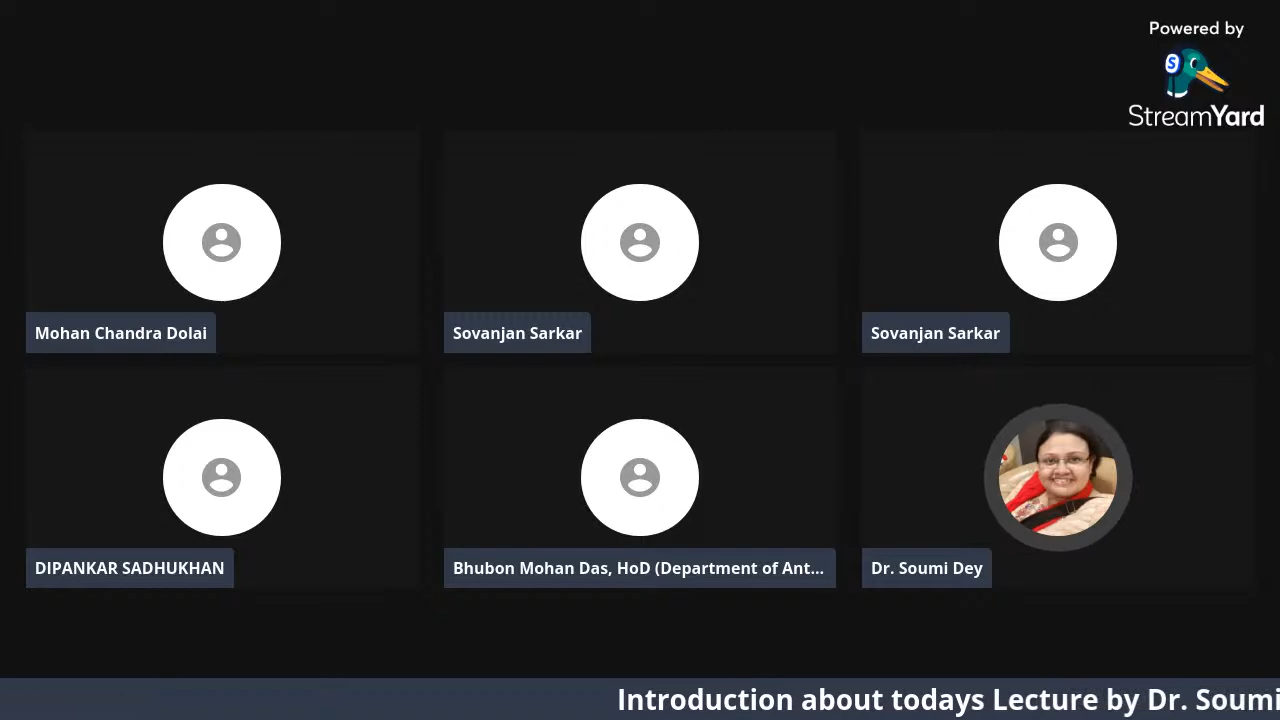 Powered by
S
StreamYard
Mohan Chandra Dolai
Sovanjan Sarkar
Sovanjan Sarkar
DIPANKAR SADHUKHAN
Bhubon Mohan Das, HoD (Department of Ant...
Dr. Soumi Dey
Introduction about todays Lecture by Dr. Soumi